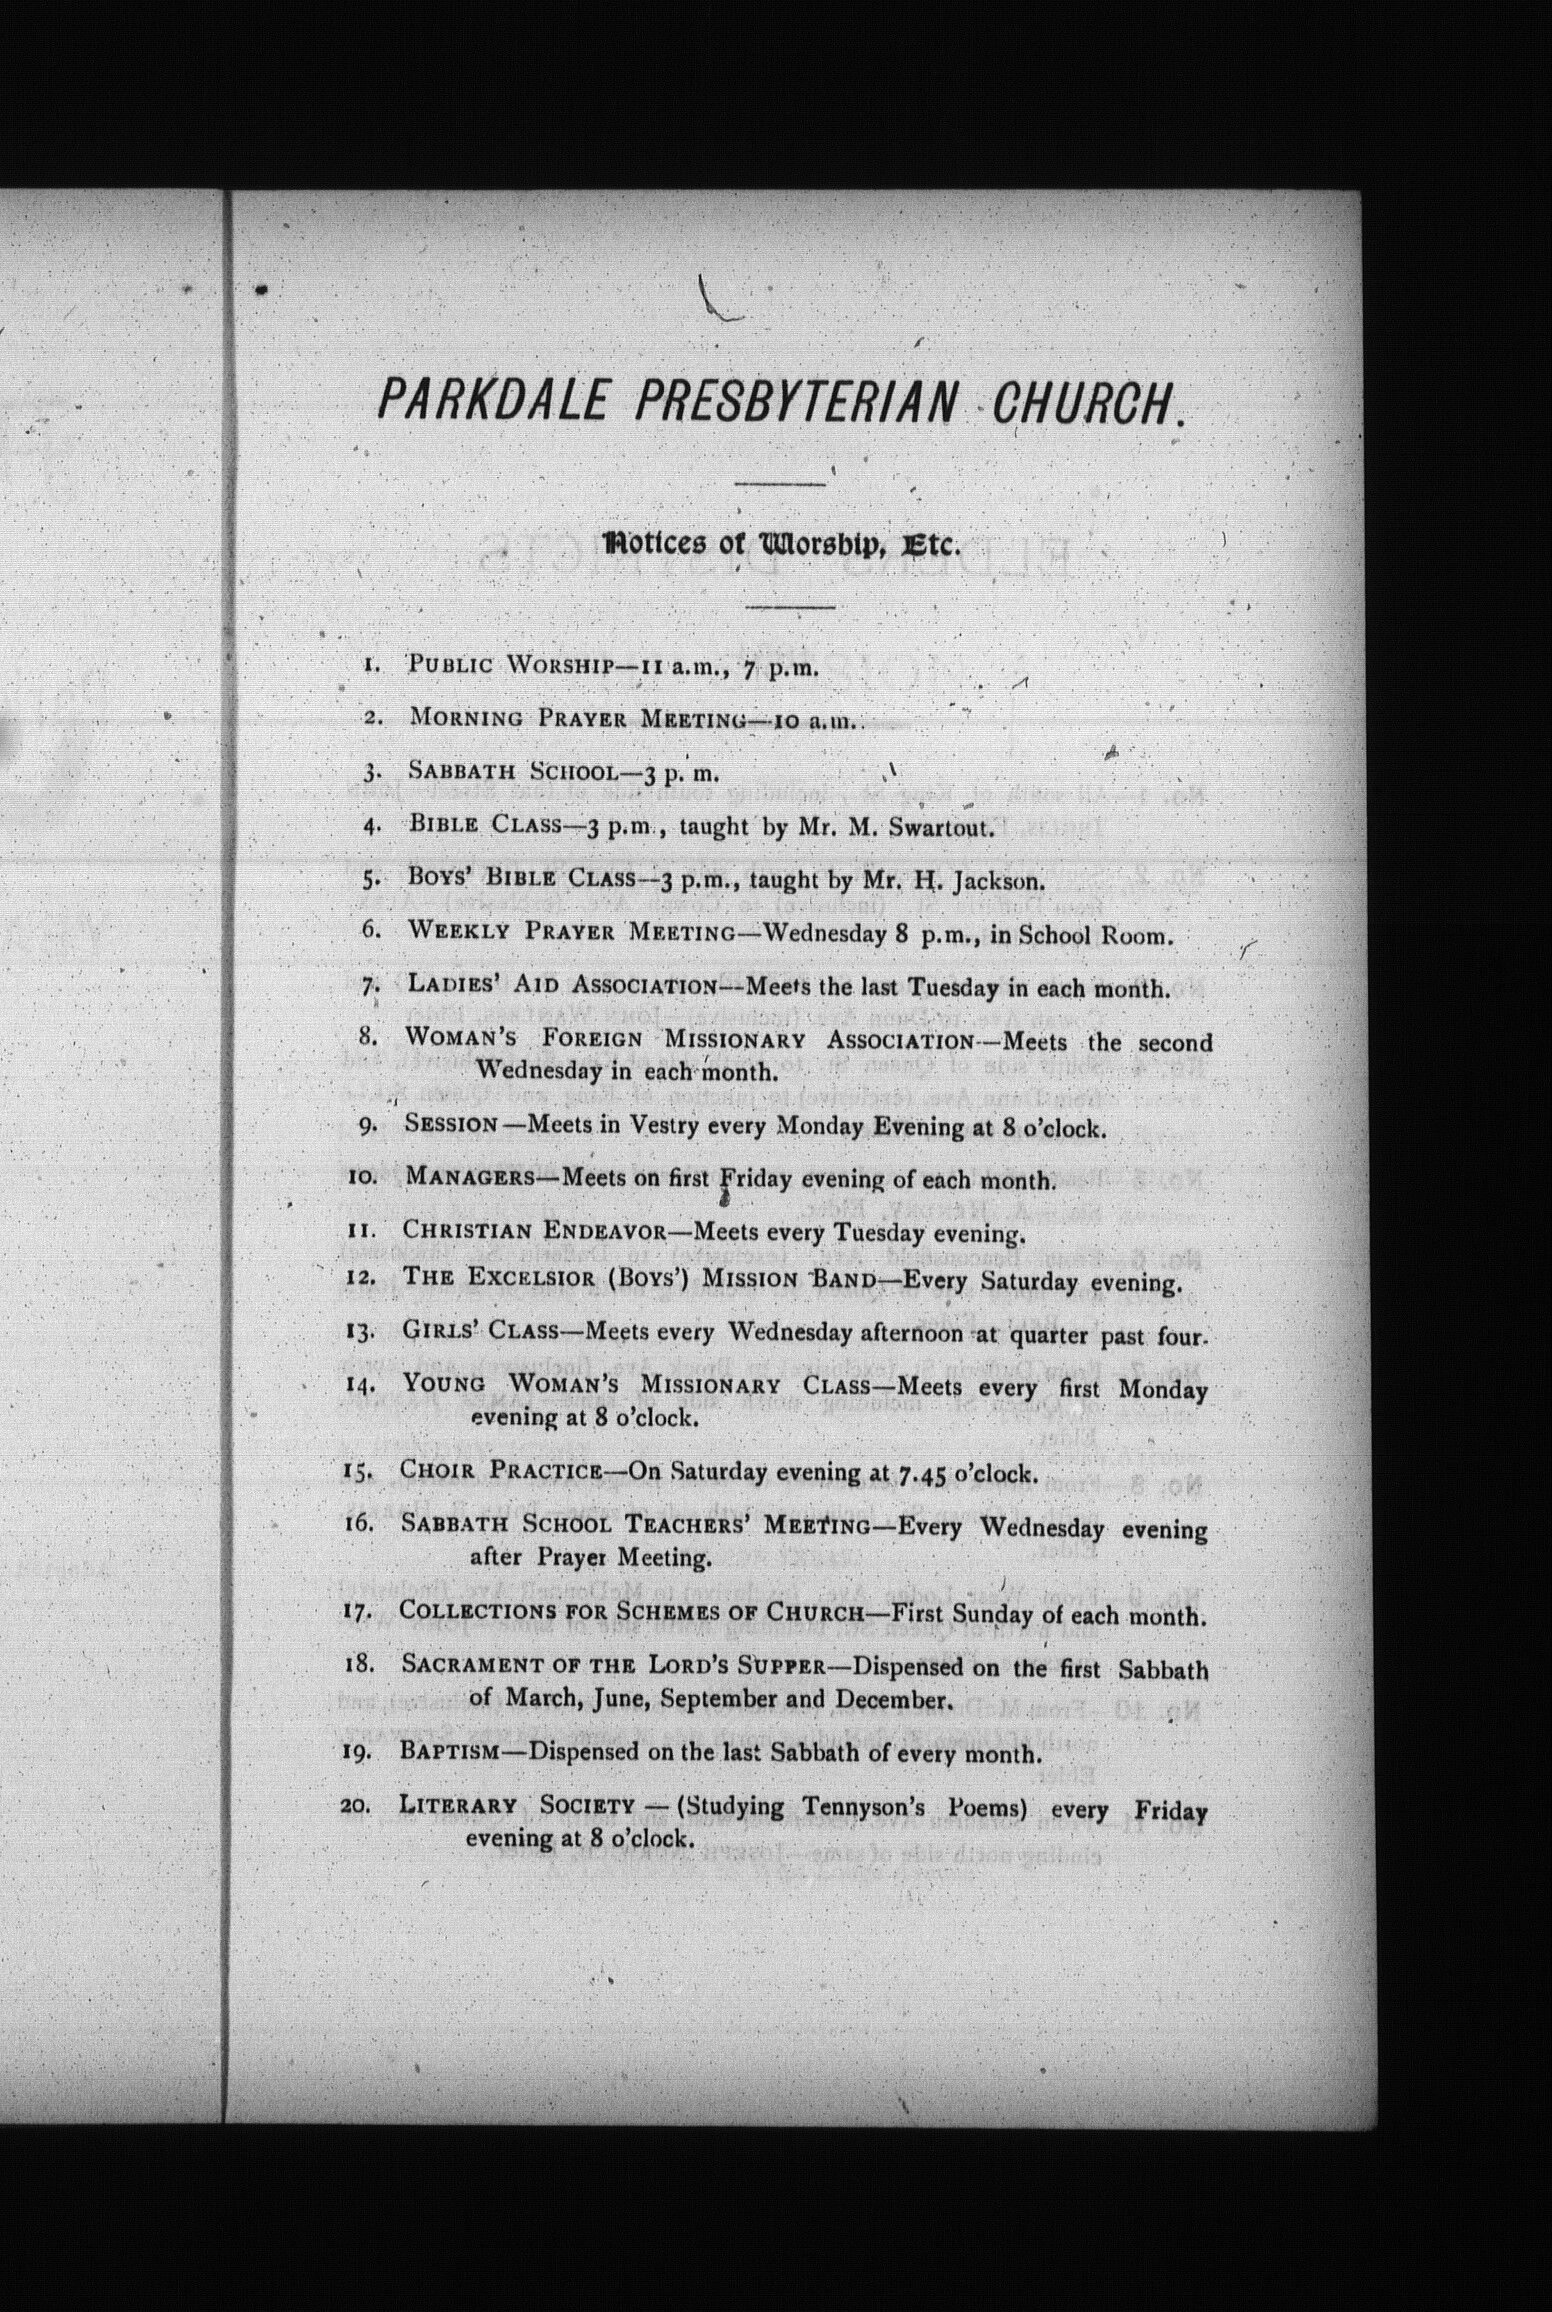 PARKDALE PRESBYTERIAN CHURCH.
Notices of Worship, Etc.
1. PUBLIC WORSHIP—11 a.m., 7 p.m.
2. MORNING PRAYER MEETING—10 a.m.
3. SABBATH SCHOOL—3 p. m.
4. BIBLE CLASS—3 p.m., taught by Mr. M. Swartout.
5. BOYS' BIBLE CLASS—3 p.m., taught by Mr. H. Jackson.
6. WEEKLY PRAYER MEETING—Wednesday 8 p.m., in School Room.
7. LADIES' AID ASSOCIATION—Meets the last Tuesday in each month.
8. WOMAN'S FOREIGN MISSIONARY ASSOCIATION—Meets the second
Wednesday in each month.
9. SESSION—Meets in Vestry every Monday Evening at 8 o'clock.
10. MANAGERS—Meets on first Friday evening of each month.
11. CHRISTIAN ENDEAVOR—Meets every Tuesday evening.
12. THE EXCELSIOR (BOYS') MISSION BAND—Every Saturday evening.
13. GIRLS' CLASS—Meets every Wednesday afternoon at quarter past four.
14. YOUNG WOMAN'S MISSIONARY CLASS—Meets every first Monday
evening at 8 o'clock.
15. CHOIR PRACTICE—On Saturday evening at 7.45 o'clock.
16. SABBATH SCHOOL TEACHERS' MEETING—Every Wednesday evening
after Prayer Meeting.
17. COLLECTIONS FOR SCHEMES OF CHURCH—First Sunday of each month.
18. SACRAMENT OF THE LORD'S SUPPER—Dispensed on the first Sabbath
of March, June, September and December.
19. BAPTISM—Dispensed on the last Sabbath of every month.
20. LITERARY SOCIETY — (Studying Tennyson's Poems) every Friday
evening at 8 o'clock.